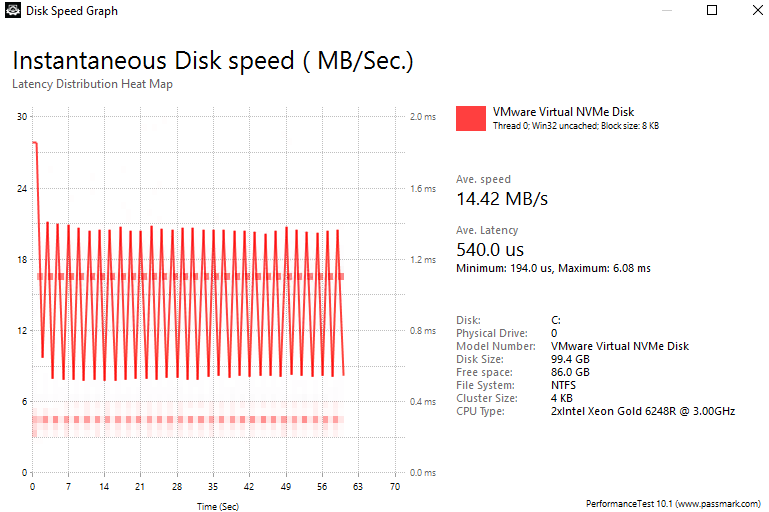 Disk Speed Graph
Instantaneous Disk speed ( MB/Sec.)
Latency Distribution Heat Map
30
24
18
12
6
0
2.0 ms
1.6 ms
1.2 ms
0.8 ms
0.4 ms
0.0 ms
0 7 14 21 28 35 42 49 56 63 70
Time (Sec)
VMware Virtual NVMe Disk
Thread 0; Win32 uncached; Block size: 8 KB
Ave. speed
14.42 MB/s
Ave. Latency
540.0 us
Minimum: 194.0 us, Maximum: 6.08 ms
Disk: C:
Physical Drive: 0
Model Number: VMware Virtual NVMe Disk
Disk Size: 99.4 GB
Free space: 86.0 GB
File System: NTFS
Cluster Size: 4 KB
CPU Type: 2xIntel Xeon Gold 6248R @ 3.00GHz
PerformanceTest 10.1 (www.passmark.com)